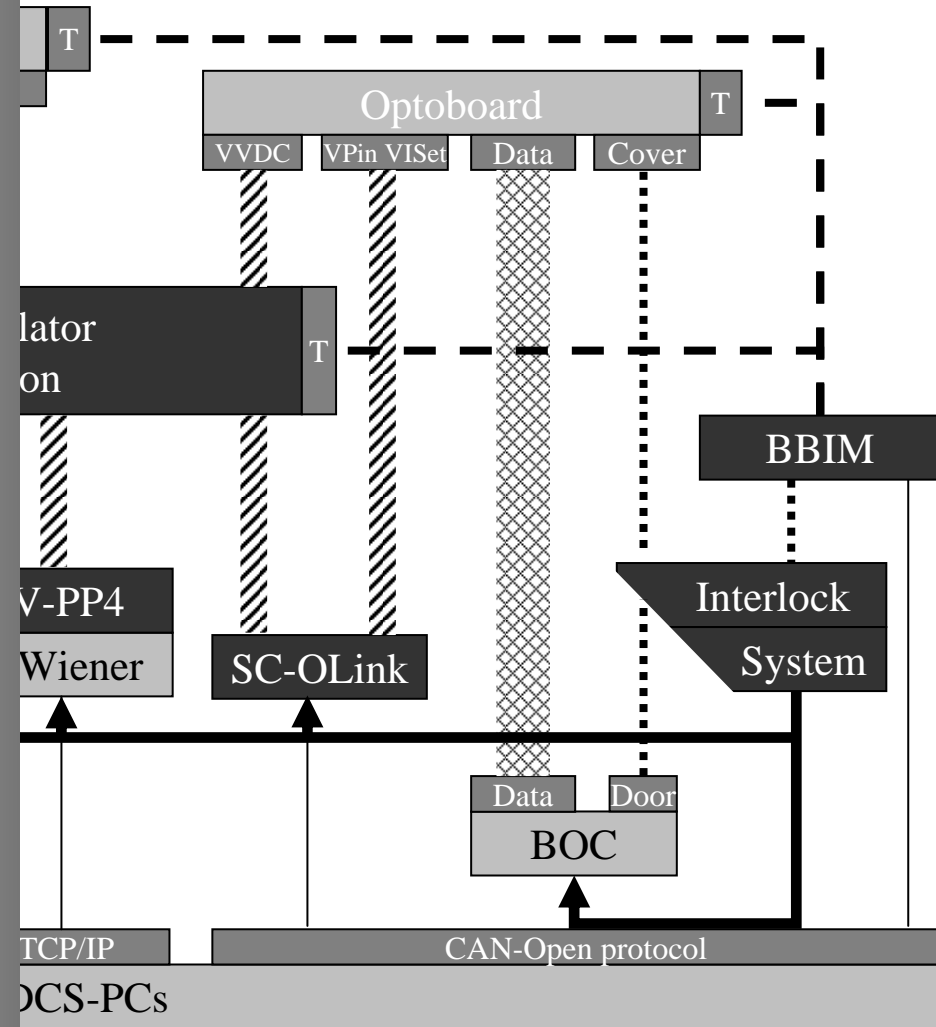 T
Optoboard
T
VVDC
VPin VISet
Data
Cover
lator
on
T
BBIM
V-PP4
Wiener
SC-OLink
Interlock
System
Data
Door
BOC
TCP/IP
CAN-Open protocol
DCS-PCs